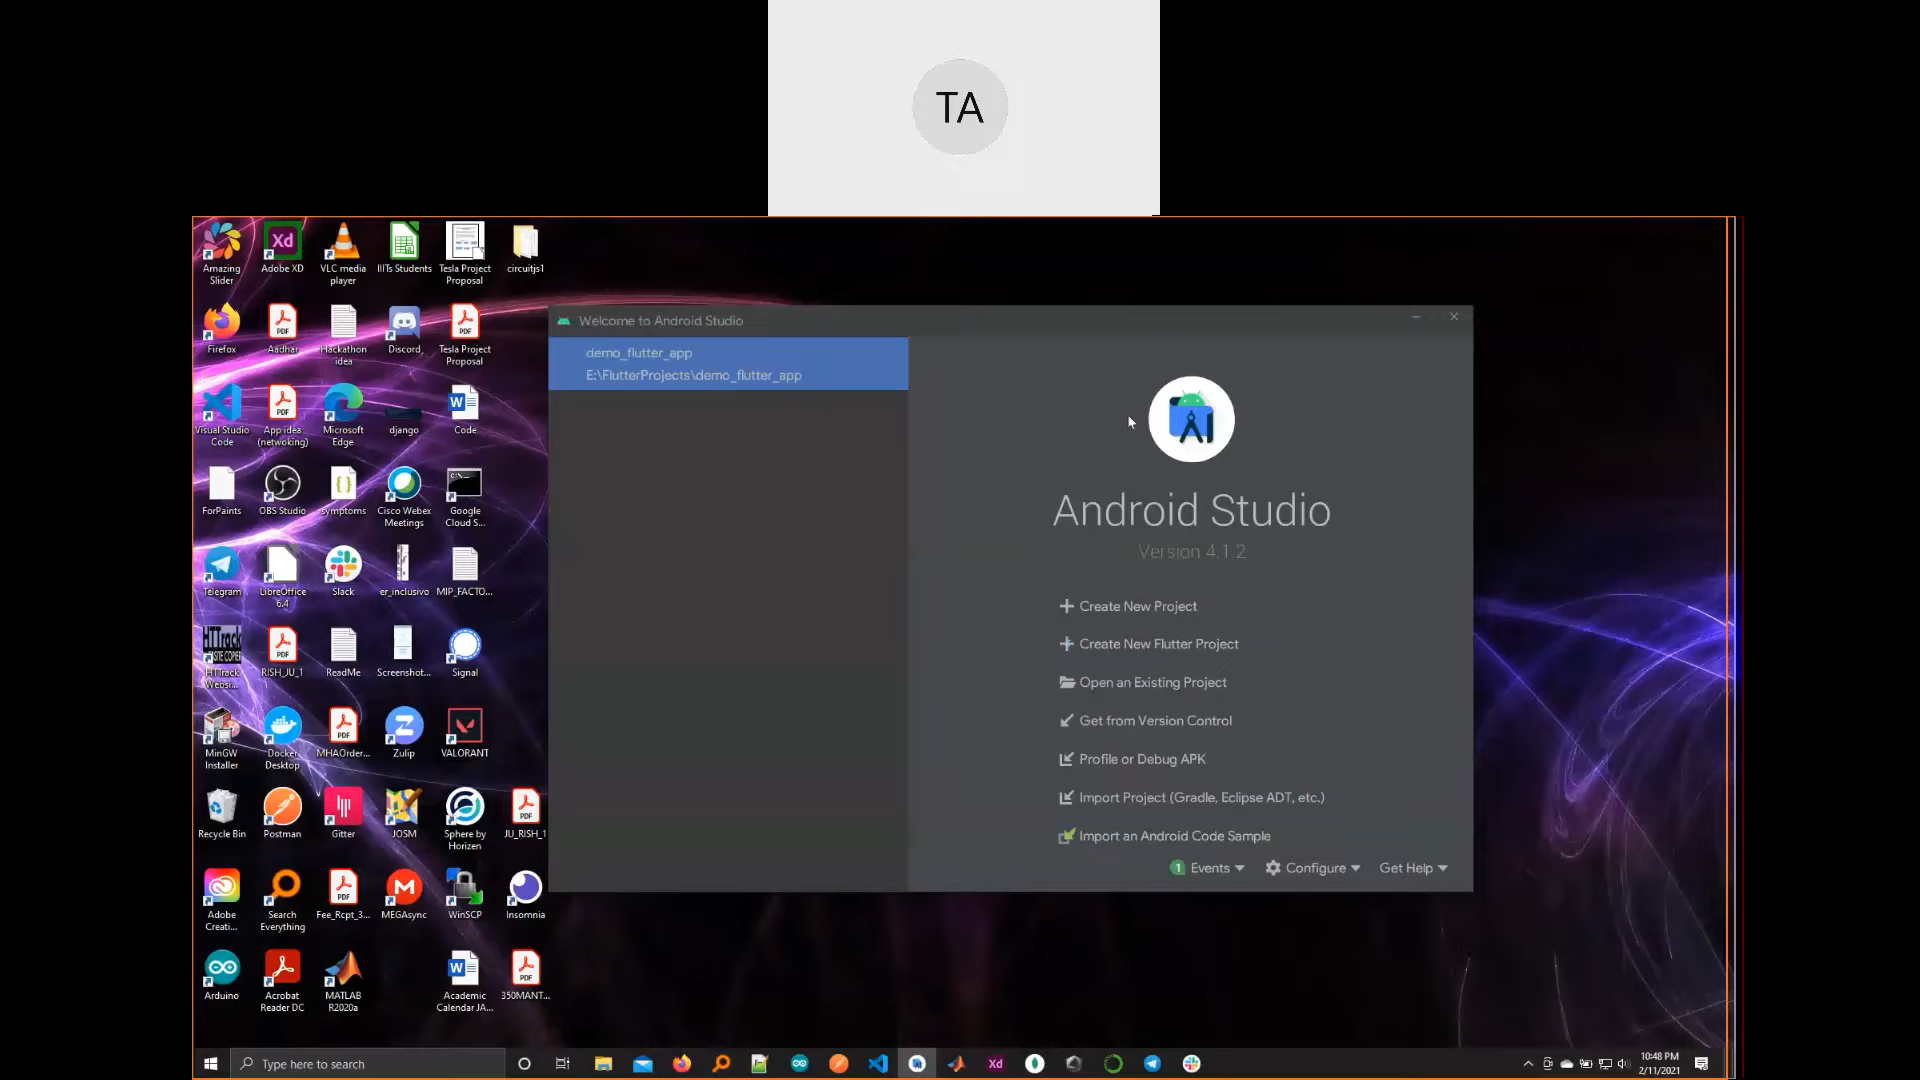 TA
Amazing
Slider
Adobe XD
VLC media
player
IIITs Students
Tesla Project
Proposal
circuitjs1
Firefox
Aadhar
Hackathon
idea
Discord
Tesla Project
Proposal
Visual Studio
Code
App idea
(netwoking)
Microsoft
Edge
django
Code
ForPaints
OBS Studio
symptoms
Cisco Webex
Meetings
Google
Cloud S...
Telegram
LibreOffice
6.4
Slack
er_inclusivo
MIP_FACTO...
HTTrack
Websi...
RISH_JU_1
ReadMe
Screenshot...
Signal
MinGW
Installer
Docker
Desktop
MHAOrder...
Zulip
VALORANT
Recycle Bin
Postman
Gitter
JOSM
Sphere by
Horizen
JU_RISH_1
Adobe
Creati...
Search
Everything
Fee_Rcpt_3...
MEGAsync
WinSCP
Insomnia
Arduino
Acrobat
Reader DC
MATLAB
R2020a
Academic
Calendar JA...
350MANT...
Welcome to Android Studio
demo_flutter_app
E:\FlutterProjects\demo_flutter_app
Android Studio
Version 4.1.2
Create New Project
Create New Flutter Project
Open an Existing Project
Get from Version Control
Profile or Debug APK
Import Project (Gradle, Eclipse ADT, etc.)
Import an Android Code Sample
1 Events Configure Get Help
Type here to search
10:48 PM
2/11/2021